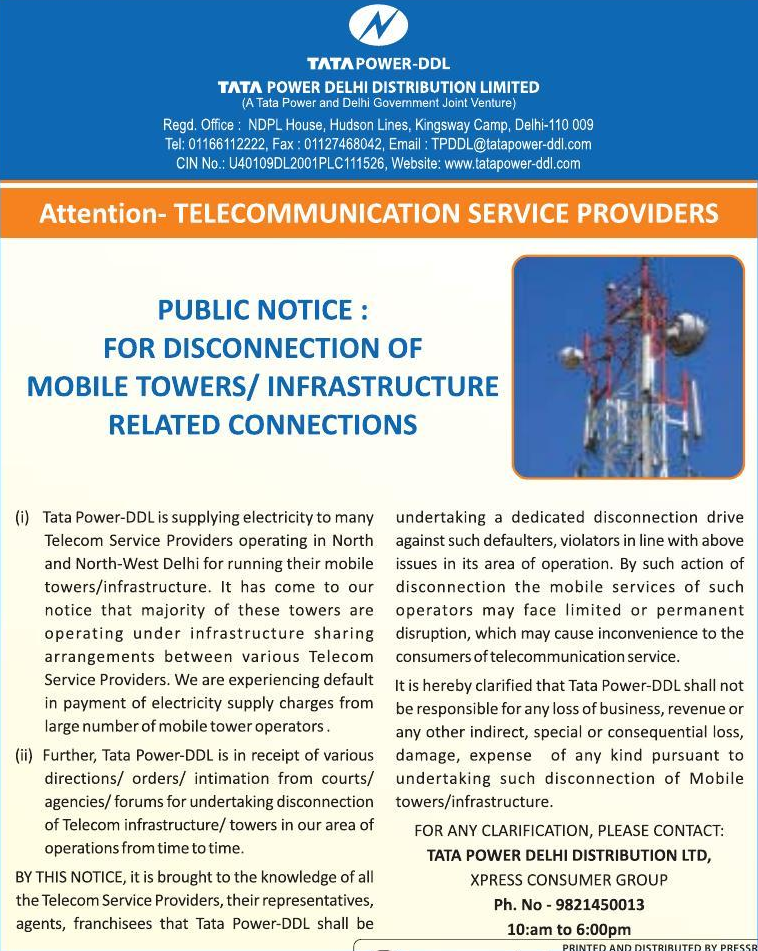 TATA POWER-DDL
TATA POWER DELHI DISTRIBUTION LIMITED
(A Tata Power and Delhi Government Joint Venture)
Regd. Office : NDPL House, Hudson Lines, Kingsway Camp, Delhi-110 009
Tel: 01166112222, Fax : 01127468042, Email : TPDDL@tatapower-ddl.com
CIN No.: U40109DL2001PLC111526, Website: www.tatapower-ddl.com
Attention- TELECOMMUNICATION SERVICE PROVIDERS
PUBLIC NOTICE :
FOR DISCONNECTION OF
MOBILE TOWERS/ INFRASTRUCTURE
RELATED CONNECTIONS
(i) Tata Power-DDL is supplying electricity to many
Telecom Service Providers operating in North
and North-West Delhi for running their mobile
towers/infrastructure. It has come to our
notice that majority of these towers are
operating under infrastructure sharing
arrangements between various Telecom
Service Providers. We are experiencing default
in payment of electricity supply charges from
large number of mobile tower operators .
(ii) Further, Tata Power-DDL is in receipt of various
directions/ orders/ intimation from courts/
agencies/ forums for undertaking disconnection
of Telecom infrastructure/ towers in our area of
operations from time to time.
BY THIS NOTICE, it is brought to the knowledge of all
the Telecom Service Providers, their representatives,
agents, franchisees that Tata Power-DDL shall be
undertaking a dedicated disconnection drive
against such defaulters, violators in line with above
issues in its area of operation. By such action of
disconnection the mobile services of such
operators may face limited or permanent
disruption, which may cause inconvenience to the
consumers of telecommunication service.
It is hereby clarified that Tata Power-DDL shall not
be responsible for any loss of business, revenue or
any other indirect, special or consequential loss,
damage, expense of any kind pursuant to
undertaking such disconnection of Mobile
towers/infrastructure.
FOR ANY CLARIFICATION, PLEASE CONTACT:
TATA POWER DELHI DISTRIBUTION LTD,
XPRESS CONSUMER GROUP
Ph. No - 9821450013
10:am to 6:00pm
PRINTED AND DISTRIBUTED BY PRESSR